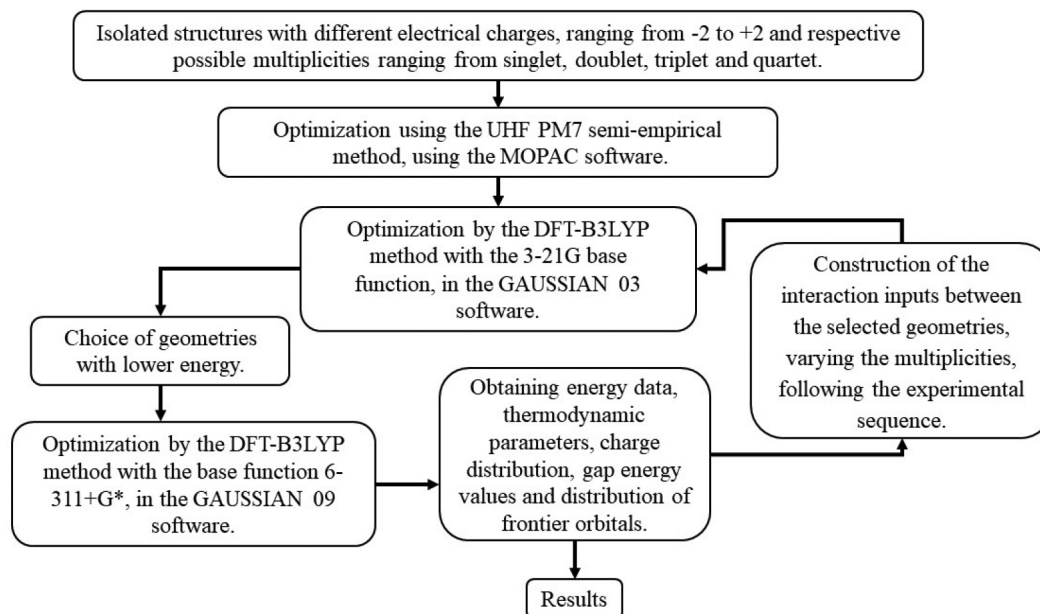 Isolated structures with different electrical charges, ranging from -2 to +2 and respective
possible multiplicities ranging from singlet, doublet, triplet and quartet.
Optimization using the UHF PM7 semi-empirical
method, using the MOPAC software.
Optimization by the DFT-B3LYP
method with the 3-21G base
function, in the GAUSSIAN 03
software.
Construction of the
interaction inputs between
the selected geometries,
varying the multiplicities,
following the experimental
sequence.
Choice of geometries
with lower energy.
Optimization by the DFT-B3LYP
method with the base function 6-
311+G*, in the GAUSSIAN 09
software.
Obtaining energy data,
thermodynamic
parameters, charge
distribution, gap energy
values and distribution of
frontier orbitals.
Results